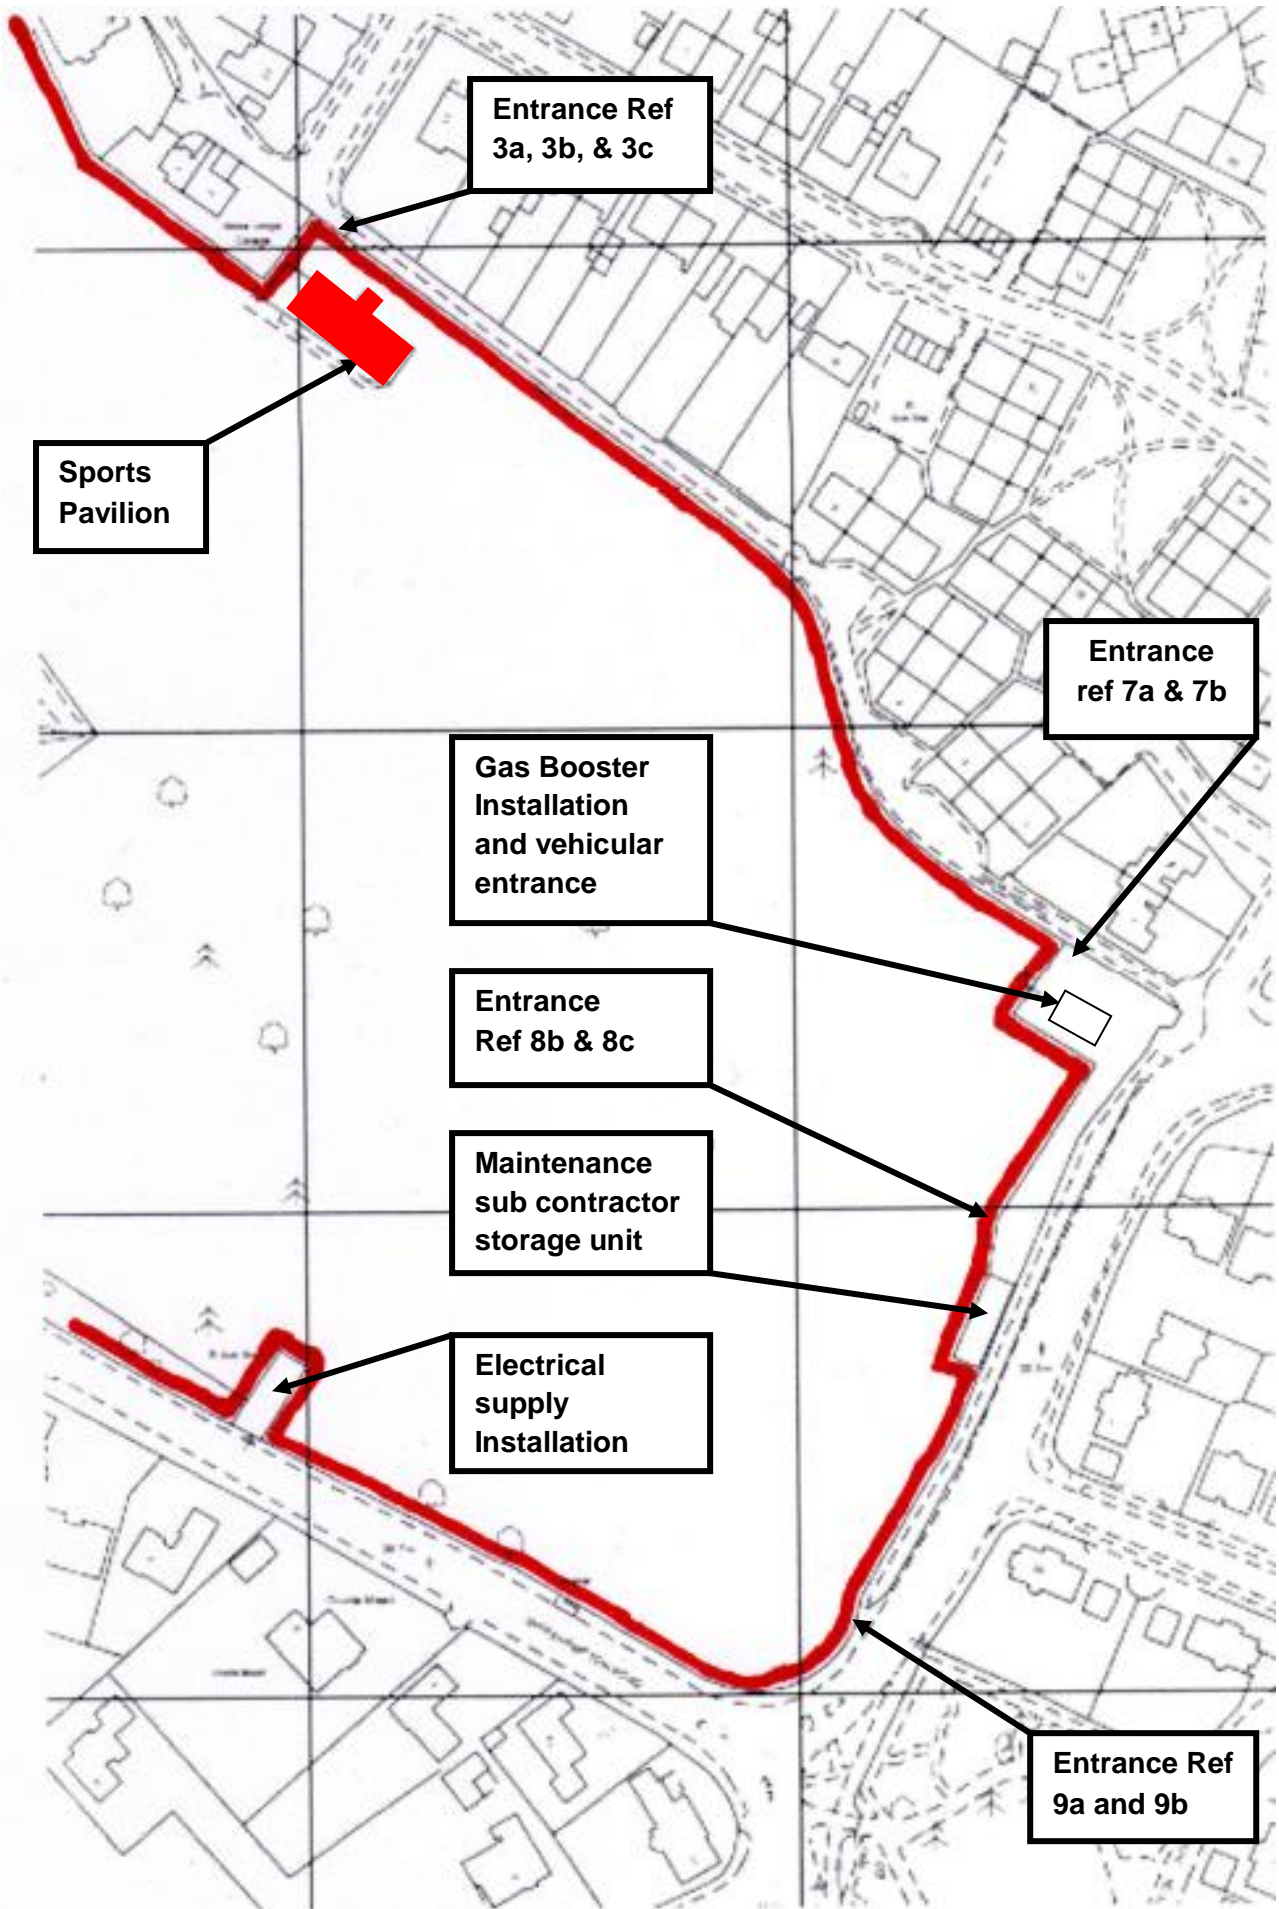 Entrance Ref
3a, 3b, & 3c
Sports
Pavilion
Entrance
ref 7a & 7b
Gas Booster
Installation
and vehicular
entrance
Entrance
Ref 8b & 8c
Maintenance
sub contractor
storage unit
Electrical
supply
Installation
Entrance Ref
9a and 9b